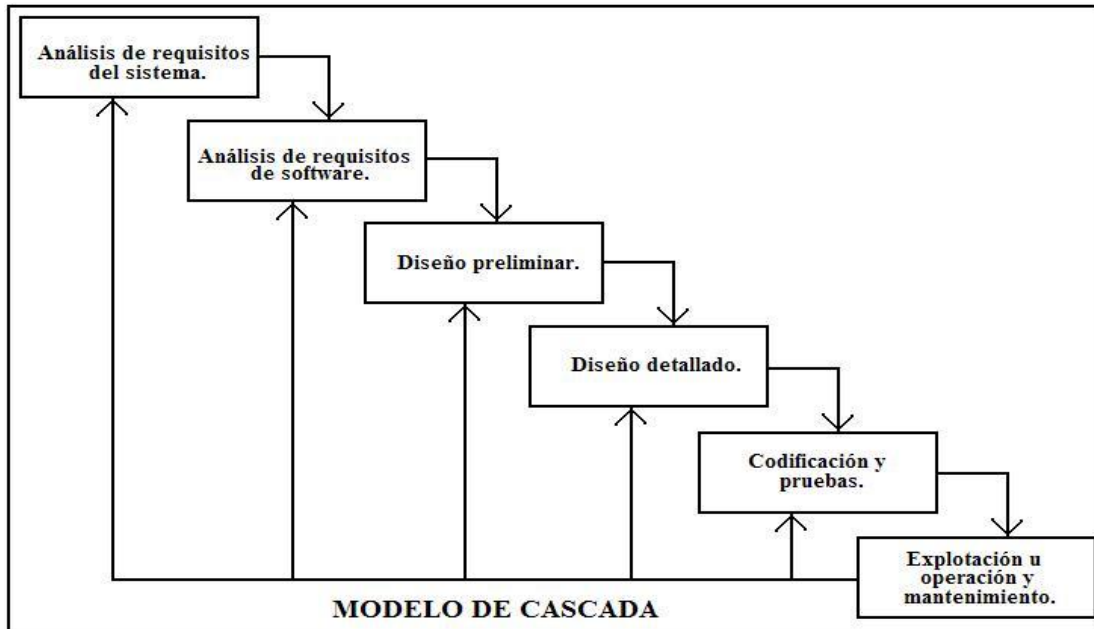 Análisis de requisitos
del sistema.
Análisis de requisitos
de software.
Diseño preliminar.
Diseño detallado.
Codificación y
pruebas.
Explotación u
operación y
mantenimiento.
MODELO DE CASCADA